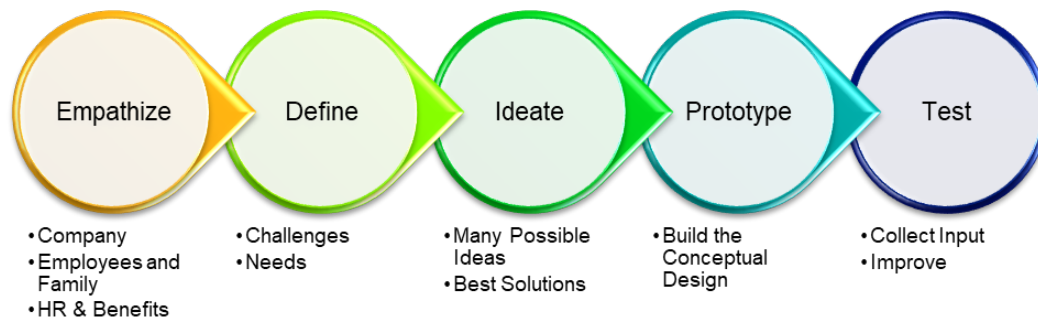 Empathize
Define
Ideate
Prototype
Test
•Company
•Employees and
Family
•HR & Benefits
•Challenges
•Needs
•Many Possible
Ideas
•Best Solutions
•Build the
Conceptual
Design
•Collect Input
•Improve